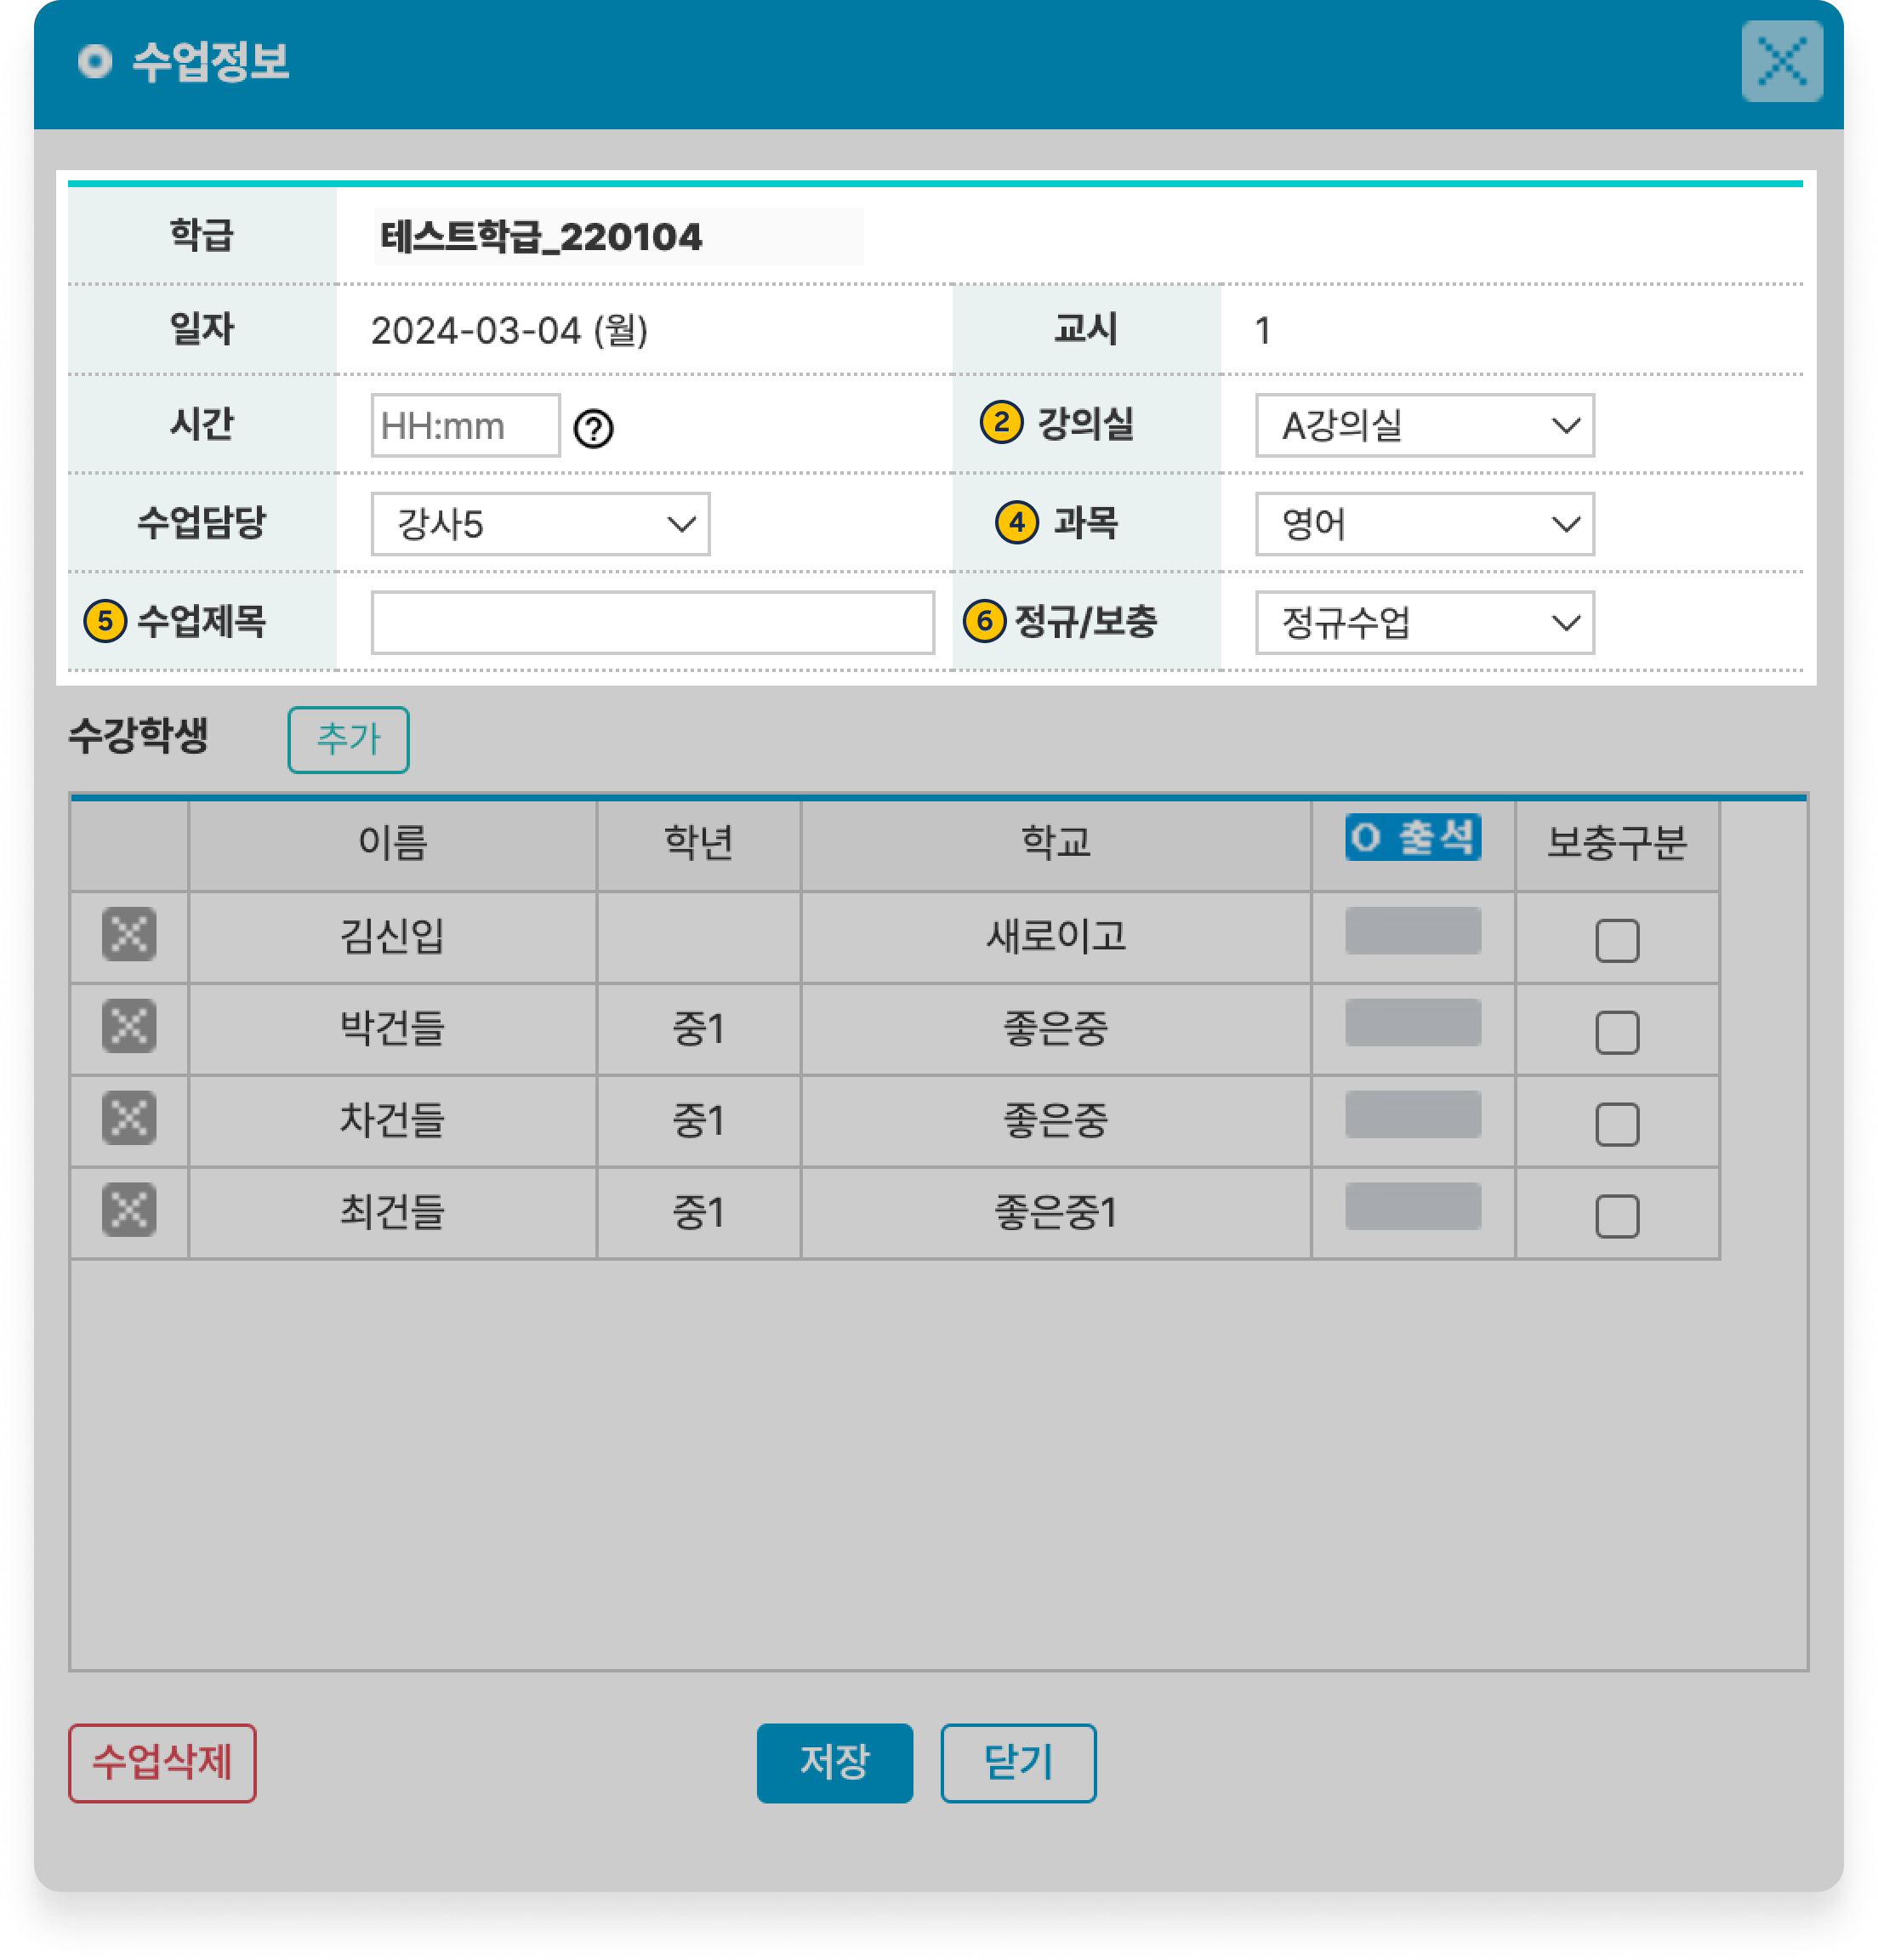 수업정보
학급 테스트학급_220104
일자 2024-03-04 (월) 교시 1
시간 HH:mm ? 2 강의실 A강의실
수업담당 강사5 4 과목 영어
5 수업제목 6 정규/보충 정규수업
수강학생 추가
이름 학년 학교 O 출석 보충구분
김신입 새로이고
박건들 중1 좋은중
차건들 중1 좋은중
최건들 중1 좋은중1
수업삭제 저장 닫기